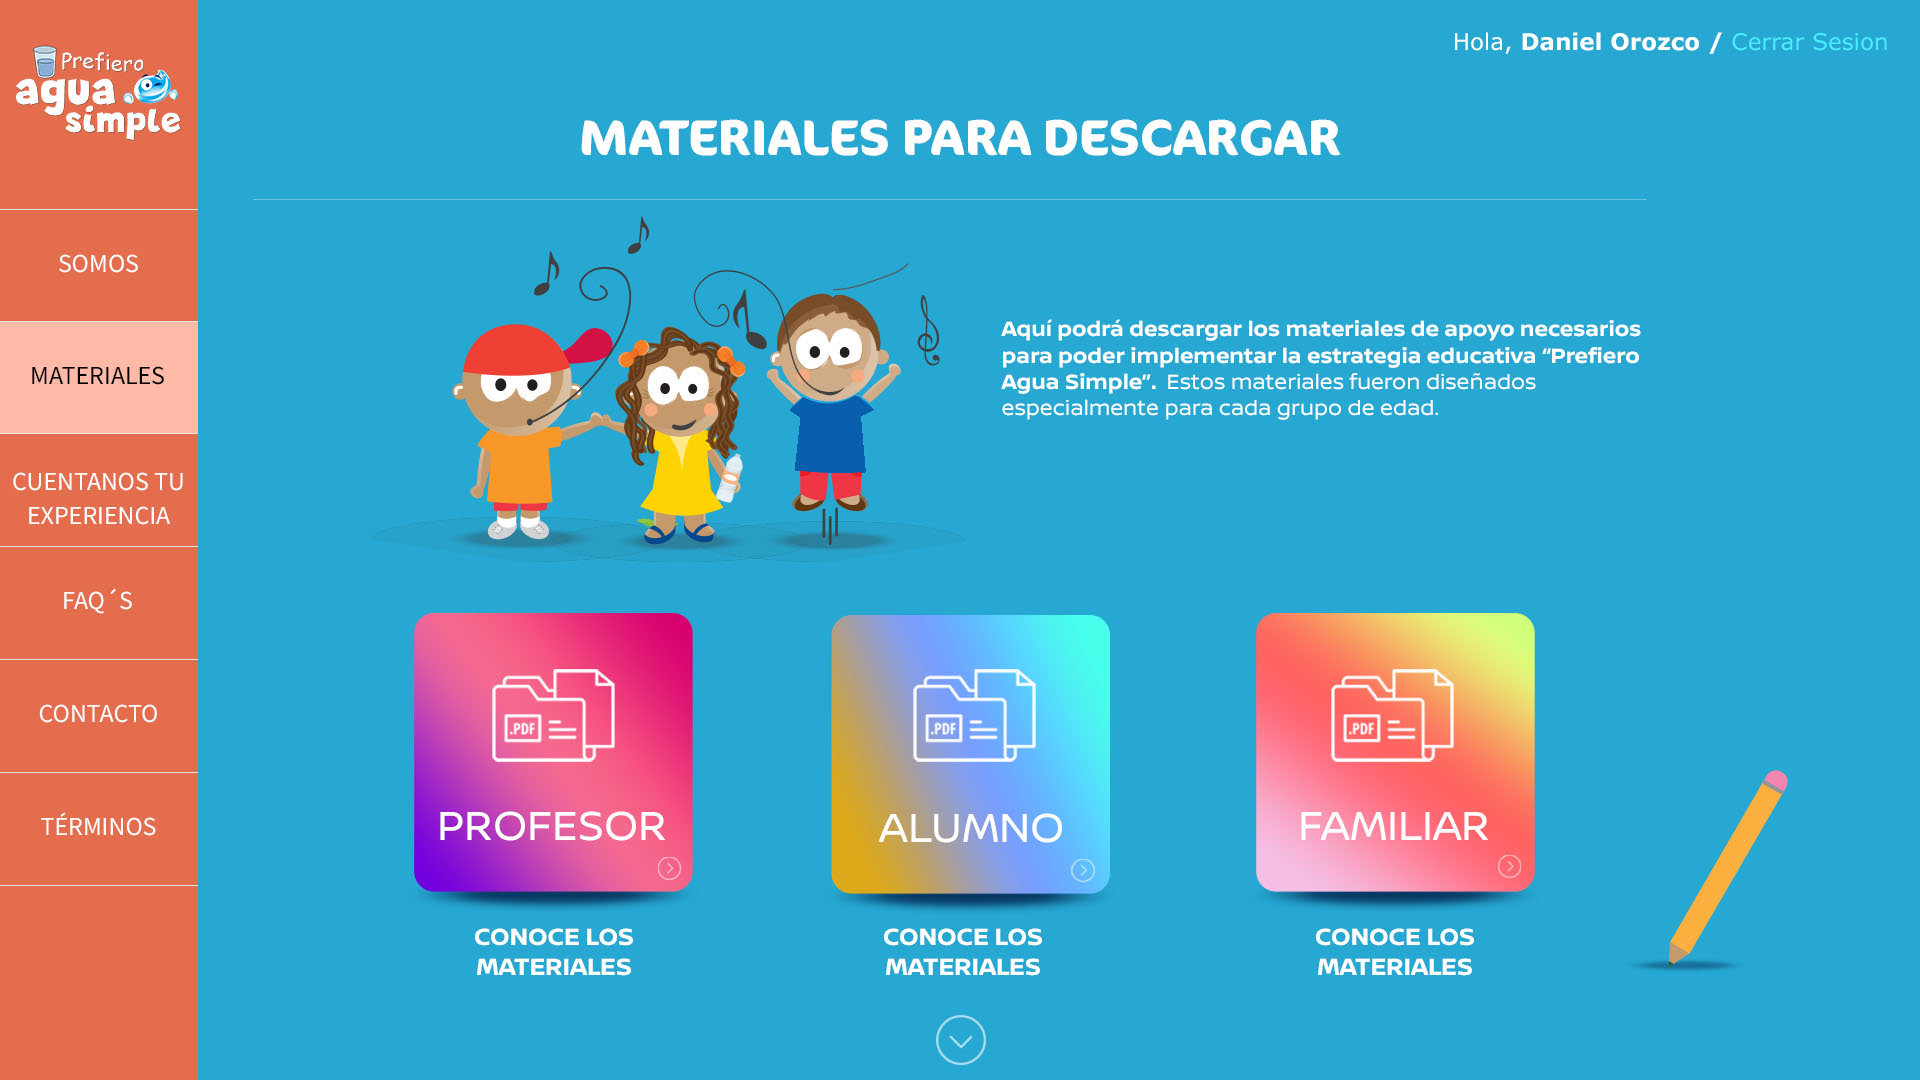 Prefiero
agua
simple
Hola, Daniel Orozco / Cerrar Sesion
MATERIALES PARA DESCARGAR
SOMOS
MATERIALES
CUENTANOS TU
EXPERIENCIA
FAQ´S
CONTACTO
TÉRMINOS
Aquí podrá descargar los materiales de apoyo necesarios
para poder implementar la estrategia educativa “Prefiero
Agua Simple”. Estos materiales fueron diseñados
especialmente para cada grupo de edad.
.PDF
PROFESOR
CONOCE LOS
MATERIALES
.PDF
ALUMNO
CONOCE LOS
MATERIALES
.PDF
FAMILIAR
CONOCE LOS
MATERIALES